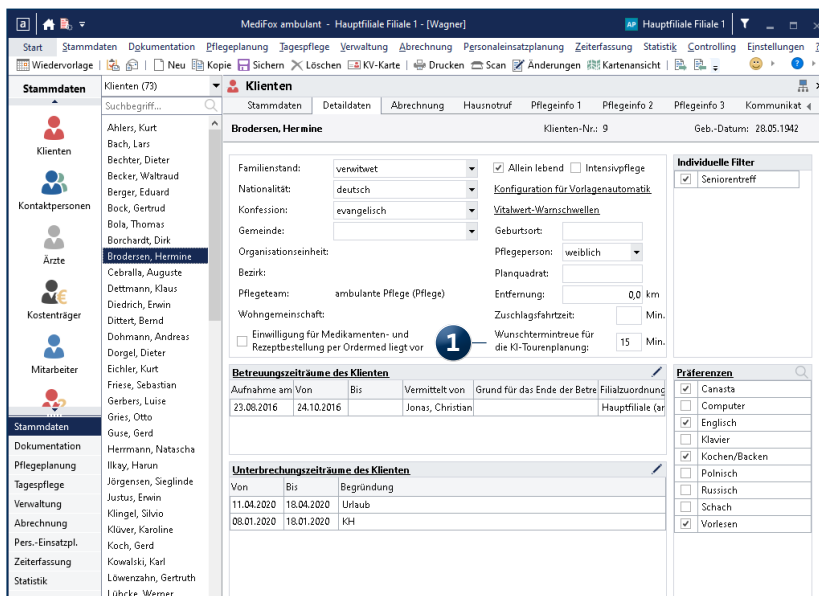 a MediFox ambulant - Hauptfiliale Filiale 1 - [Wagner] AP Hauptfiliale Filiale 1
Start Stammdaten Dokumentation Pflegeplanung Tagespflege Verwaltung Abrechnung Personaleinsatzplanung Zeiterfassung Statistik Controlling Einstellungen ?
Wiedervorlage Neu Kopie Sichern Löschen KV-Karte Drucken Scan Änderungen Kartenansicht
Stammdaten
Klienten
Kontaktpersonen
Ärzte
Kostenträger
Mitarbeiter
Stammdaten
Dokumentation
Pflegeplanung
Tagespflege
Verwaltung
Abrechnung
Pers.-Einsatzpl.
Zeiterfassung
Statistik
Klienten (73)
Suchbegriff...
Ahlers, Kurt
Bach, Lars
Bechter, Dieter
Becker, Waltraud
Berger, Eduard
Bock, Gertrud
Bola, Thomas
Borchardt, Dirk
Brodersen, Hermine
Cebralla, Auguste
Dettmann, Klaus
Diedrich, Erwin
Dittert, Bernd
Dohmann, Andreas
Dorgel, Dieter
Eichler, Kurt
Friese, Sebastian
Gerbers, Luise
Gries, Otto
Guse, Gerd
Herrmann, Natascha
Ilkay, Harun
Jörgensen, Sieglinde
Justus, Erwin
Klingel, Silvio
Klüver, Karoline
Koch, Gerd
Kowalski, Karl
Löwenzahn, Gertruth
Lübcke, Werner
Klienten
Stammdaten Detaildaten Abrechnung Hausnotruf Pflegeinfo 1 Pflegeinfo 2 Pflegeinfo 3 Kommunikat
Brodersen, Hermine Klienten-Nr.: 9 Geb.-Datum: 28.05.1942
Familienstand: verwitwet
Nationalität: deutsch
Konfession: evangelisch
Gemeinde:
Organisationseinheit:
Bezirk:
Pflegeteam: ambulante Pflege (Pflege)
Wohngemeinschaft:
Einwilligung für Medikamenten- und
Rezeptbestellung per Ordermed liegt vor
Allein lebend Intensivpflege
Konfiguration für Vorlagenautomatik
Vitalwert-Warnschwellen
Geburtsort:
Pflegeperson: weiblich
Planquadrat:
Entfernung: 0,0 km
Zuschlagsfahrtzeit: Min.
1 Wunschtermintreue für
die KI-Tourenplanung: 15 Min.
Individuelle Filter
Seniorentreff
Betreuungszeiträume des Klienten
Aufnahme am Von Bis Vermittelt von Grund für das Ende der Betre Filialzuordnung
23.08.2016 24.10.2016 Jonas, Christian Hauptfiliale (ar
Unterbrechungszeiträume des Klienten
Von Bis Begründung
11.04.2020 18.04.2020 Urlaub
08.01.2020 18.01.2020 KH
Präferenzen
Canasta
Computer
Englisch
Klavier
Kochen/Backen
Polnisch
Russisch
Schach
Vorlesen